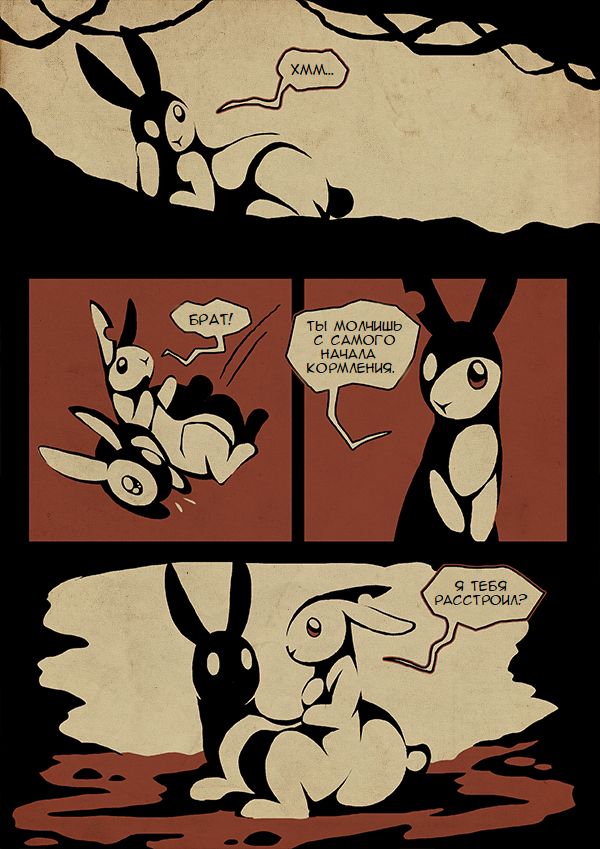 ХММ...
БРАТ!
ТЫ МОЛЧИШЬ
С САМОГО
НАЧАЛА
КОРМЛЕНИЯ.
Я ТЕБЯ
РАССТРОИЛ?